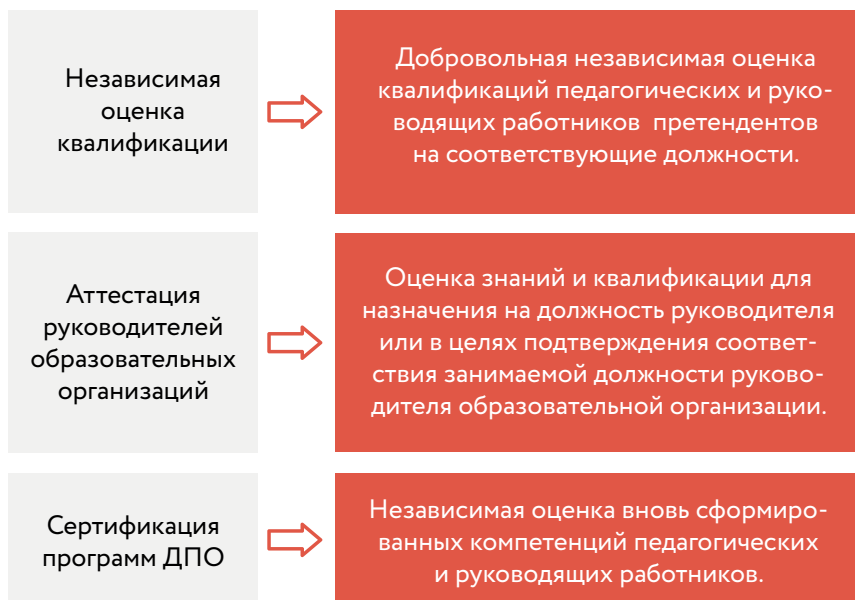 Независимая
оценка
квалификации
Добровольная независимая оценка
квалификаций педагогических и руко-
водящих работников претендентов
на соответствующие должности.
Аттестация
руководителей
образовательных
организаций
Оценка знаний и квалификации для
назначения на должность руководителя
или в целях подтверждения соответ-
ствия занимаемой должности руково-
дителя образовательной организации.
Сертификация
программ ДПО
Независимая оценка вновь сформиро-
ванных компетенций педагогических
и руководящих работников.